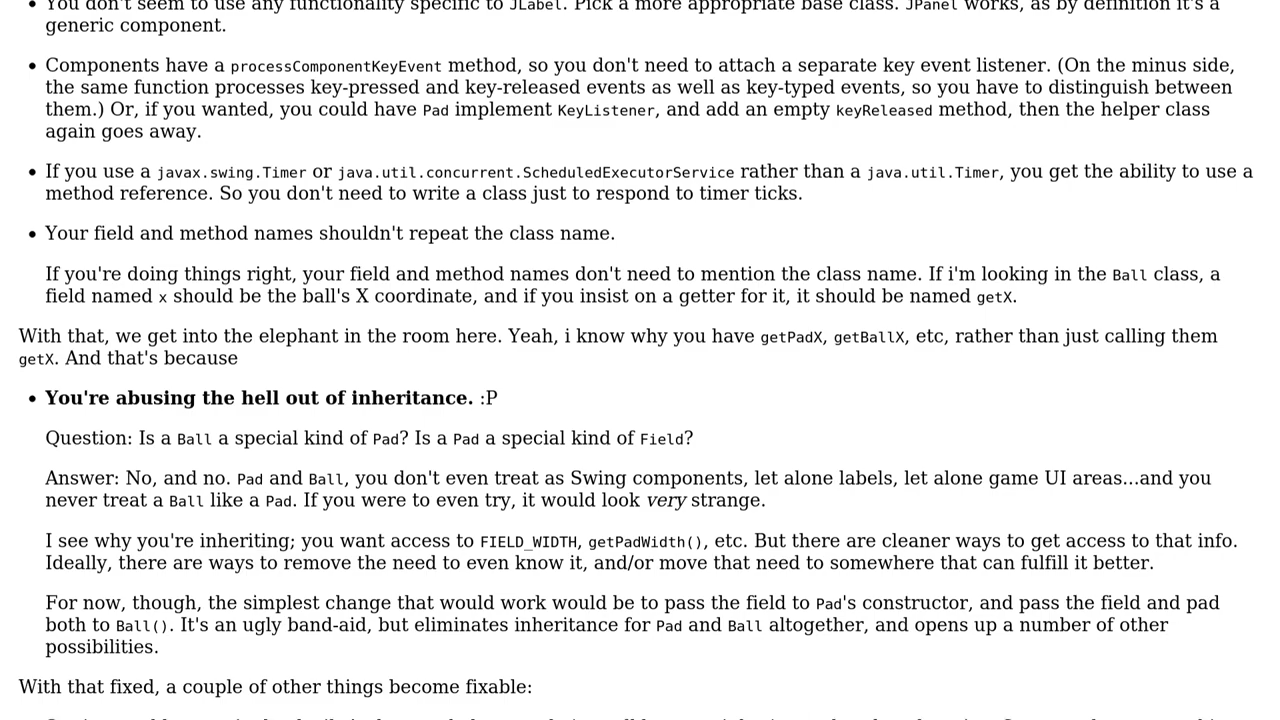 • You don't seem to use any functionality specific to JLabel. Pick a more appropriate base class. JPanel works, as by definition it's a
generic component.
• Components have a processComponentKeyEvent method, so you don't need to attach a separate key event listener. (On the minus side,
the same function processes key-pressed and key-released events as well as key-typed events, so you have to distinguish between
them.) Or, if you wanted, you could have Pad implement KeyListener, and add an empty keyReleased method, then the helper class
again goes away.
• If you use a javax.swing.Timer or java.util.concurrent.ScheduledExecutorService rather than a java.util.Timer, you get the ability to use a
method reference. So you don't need to write a class just to respond to timer ticks.
• Your field and method names shouldn't repeat the class name.
If you're doing things right, your field and method names don't need to mention the class name. If i'm looking in the Ball class, a
field named x should be the ball's X coordinate, and if you insist on a getter for it, it should be named getX.
With that, we get into the elephant in the room here. Yeah, i know why you have getPadX, getBallX, etc, rather than just calling them
getX. And that's because
• You're abusing the hell out of inheritance. :P
Question: Is a Ball a special kind of Pad? Is a Pad a special kind of Field?
Answer: No, and no. Pad and Ball, you don't even treat as Swing components, let alone labels, let alone game UI areas...and you
never treat a Ball like a Pad. If you were to even try, it would look very strange.
I see why you're inheriting; you want access to FIELD_WIDTH, getPadWidth(), etc. But there are cleaner ways to get access to that info.
Ideally, there are ways to remove the need to even know it, and/or move that need to somewhere that can fulfill it better.
For now, though, the simplest change that would work would be to pass the field to Pad's constructor, and pass the field and pad
both to Ball(). It's an ugly band-aid, but eliminates inheritance for Pad and Ball altogether, and opens up a number of other
possibilities.
With that fixed, a couple of other things become fixable: